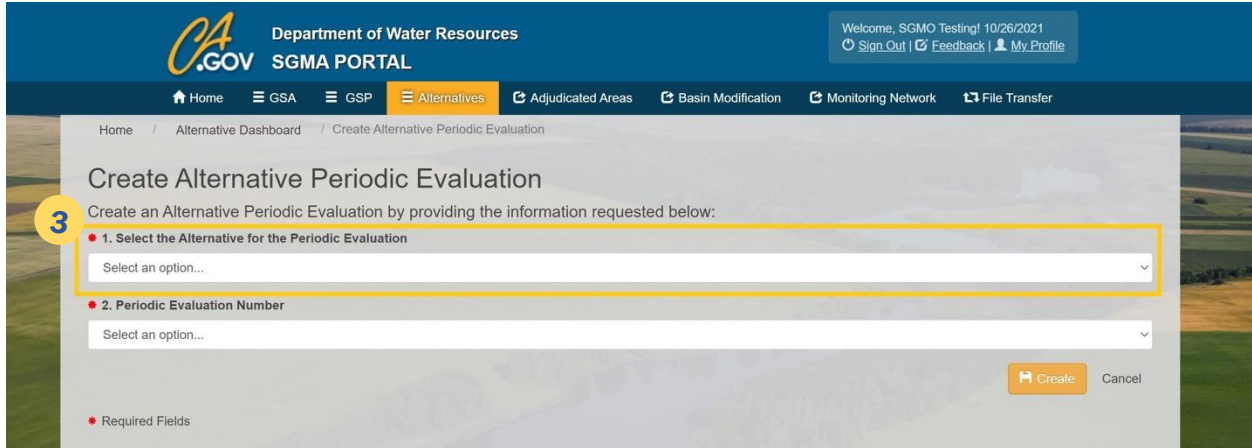 CA.GOV
Department of Water Resources
SGMA PORTAL
Welcome, SGMO Testing! 10/26/2021
Sign Out | Feedback | My Profile
Home GSA GSP Alternatives Adjudicated Areas Basin Modification Monitoring Network File Transfer
Home / Alternative Dashboard / Create Alternative Periodic Evaluation
Create Alternative Periodic Evaluation
Create an Alternative Periodic Evaluation by providing the information requested below:
3
1. Select the Alternative for the Periodic Evaluation
Select an option...
2. Periodic Evaluation Number
Select an option...
Create Cancel
Required Fields